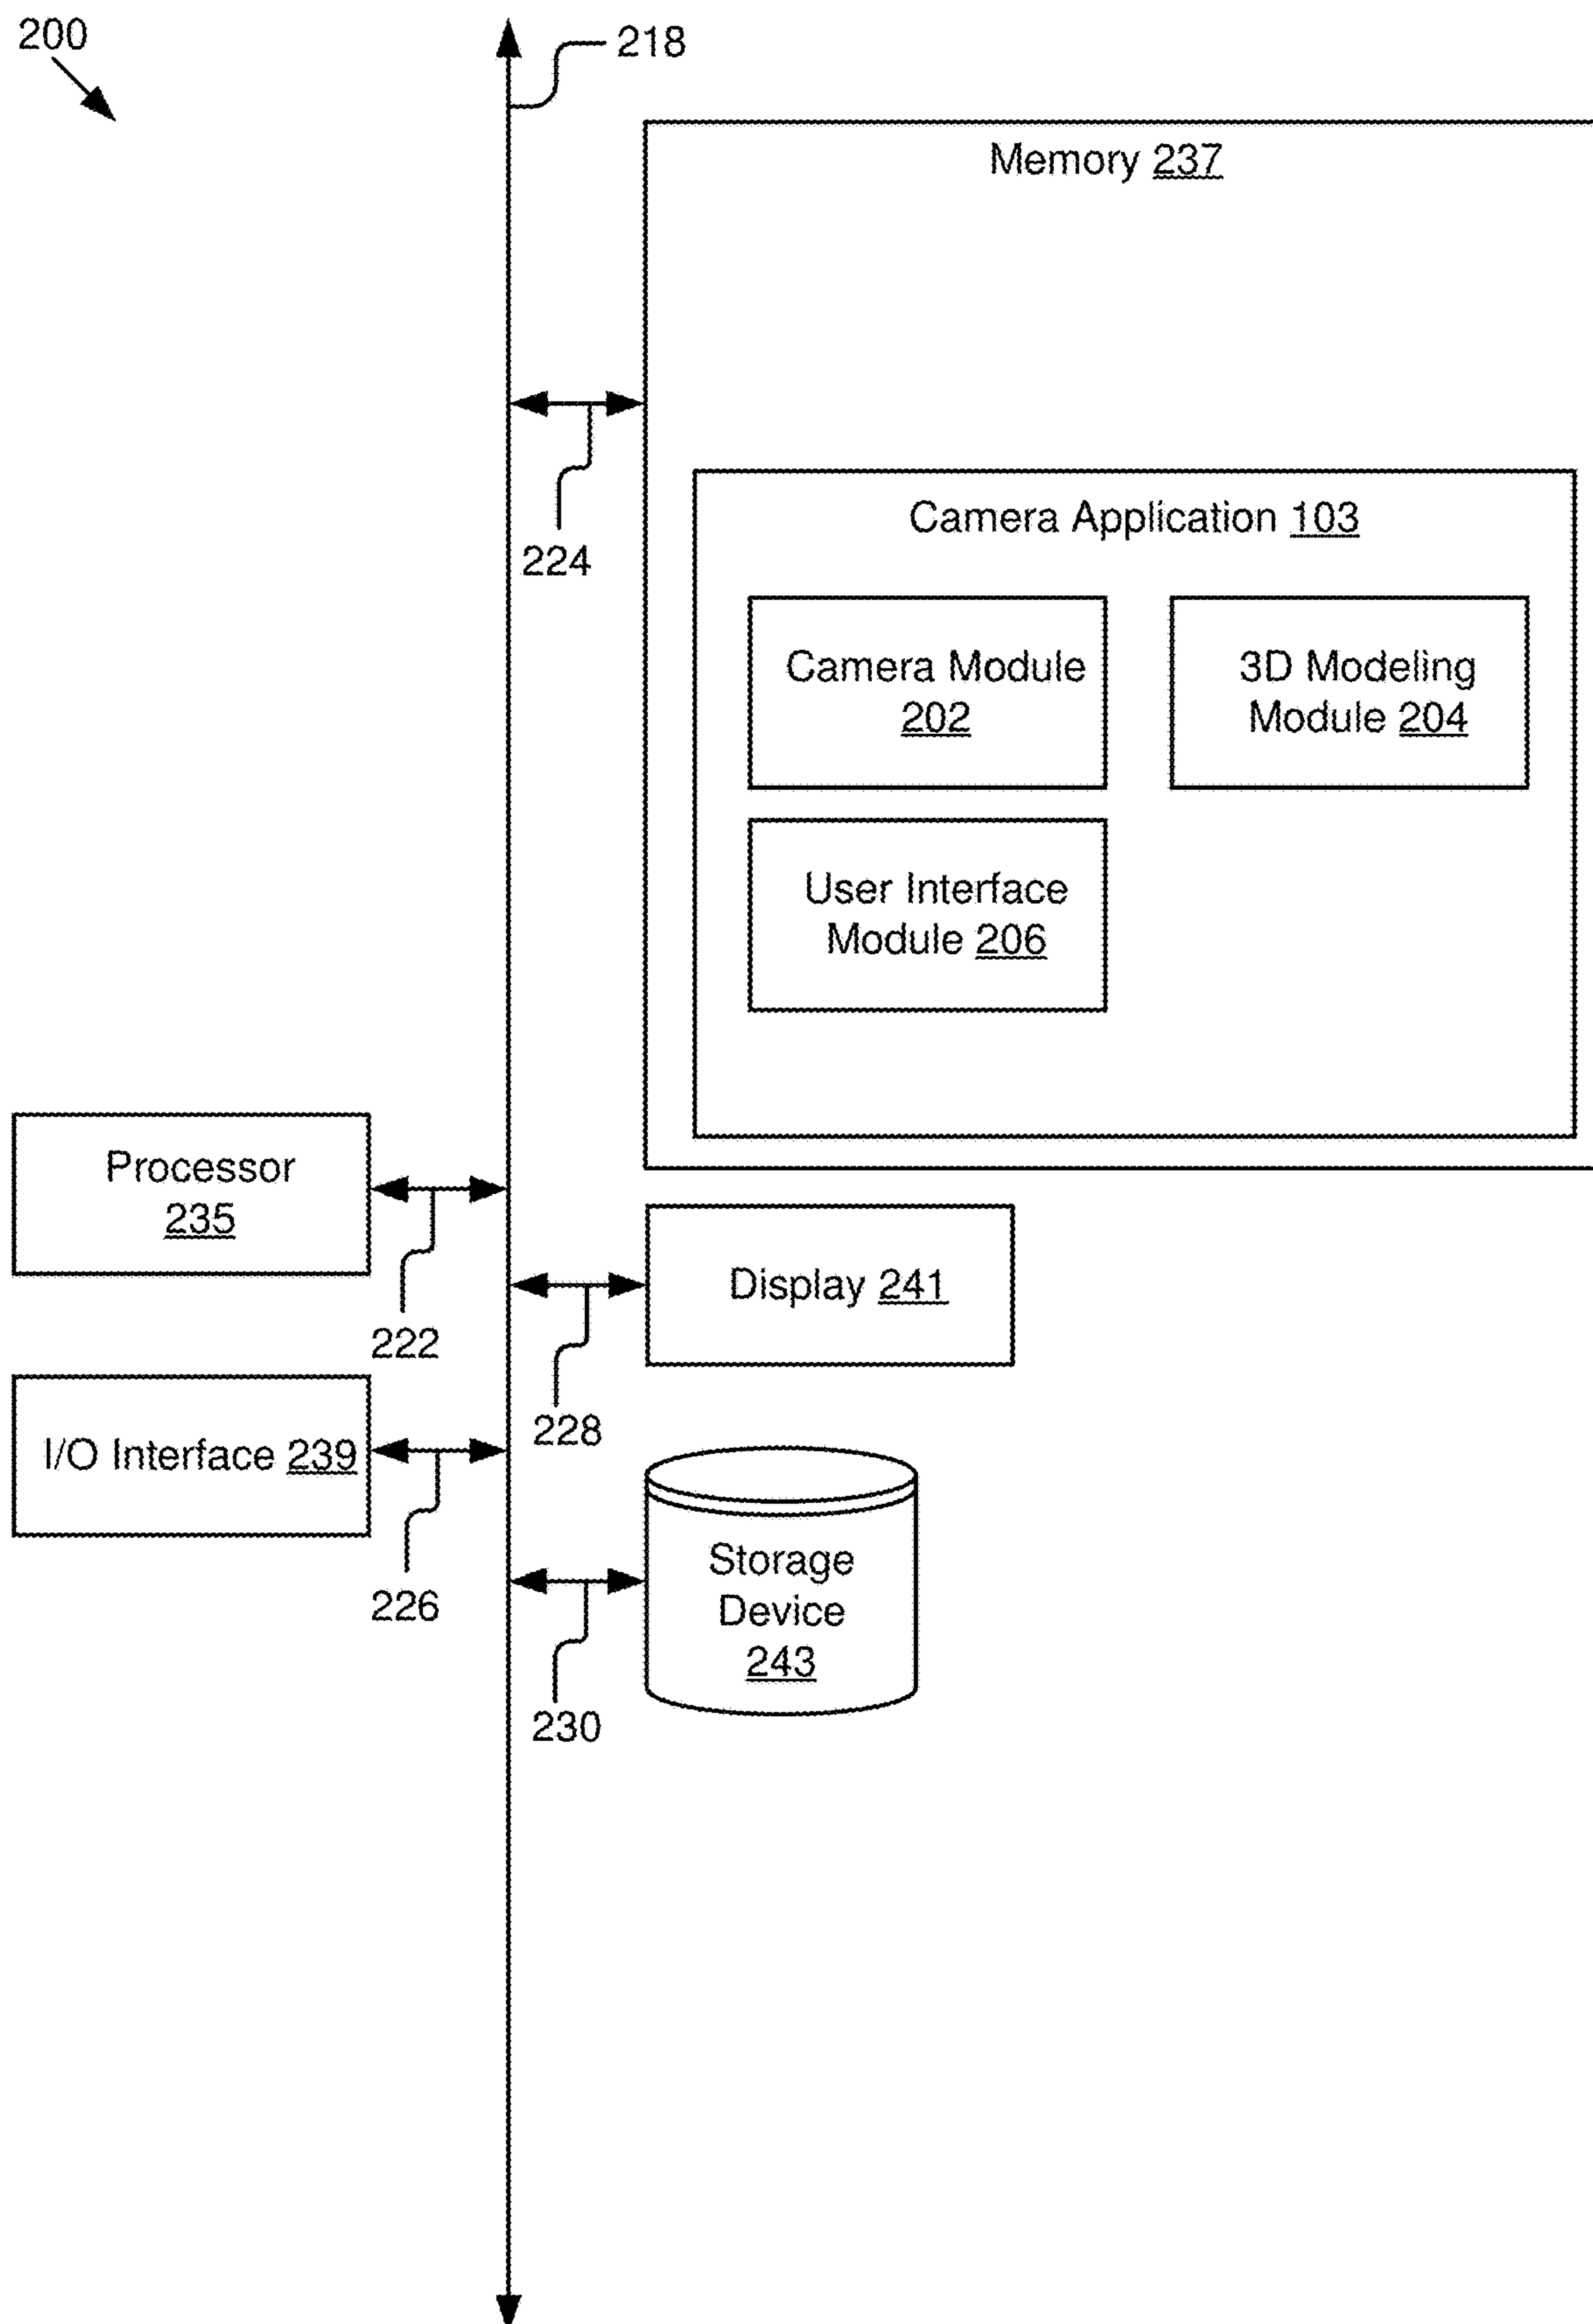 200
218
Memory 237
224
Camera Application 103
Camera Module
202
3D Modeling
Module 204
User Interface
Module 206
Processor
235
222
Display 241
228
I/O Interface 239
226
Storage
Device
243
230